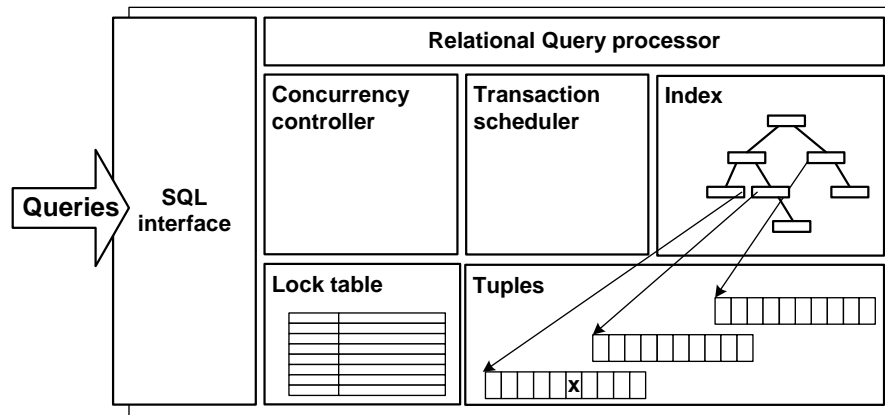 Relational Query processor
Concurrency
controller
Transaction
scheduler
Index
Queries
SQL
interface
Lock table
Tuples
x